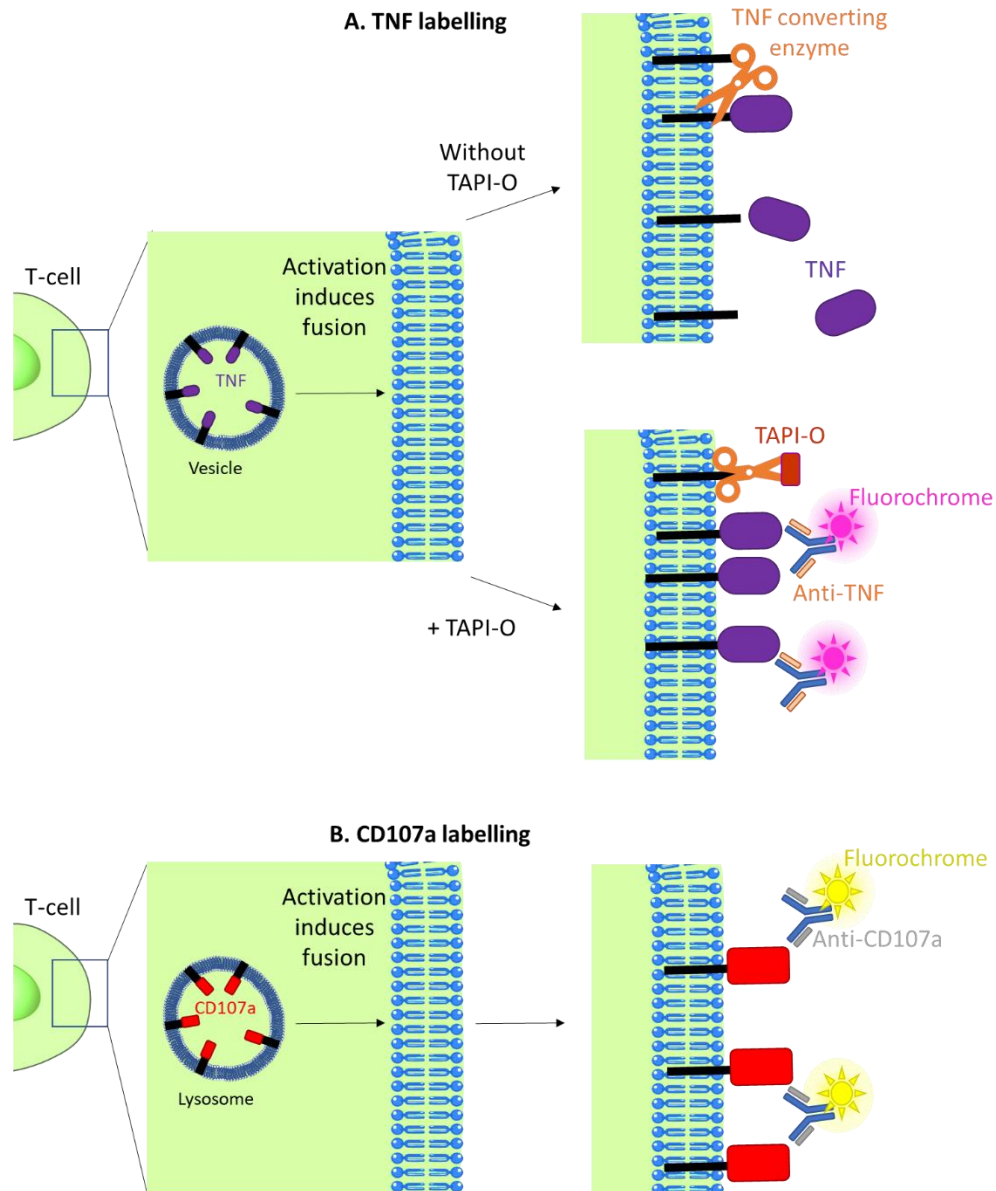 A. TNF labelling
TNF converting
enzyme
Without
TAPI-O
T-cell
Activation
induces
fusion
TNF
Vesicle
TNF
+ TAPI-O
TAPI-O
Fluorochrome
Anti-TNF
B. CD107a labelling
T-cell
Activation
induces
fusion
CD107a
Lysosome
Fluorochrome
Anti-CD107a